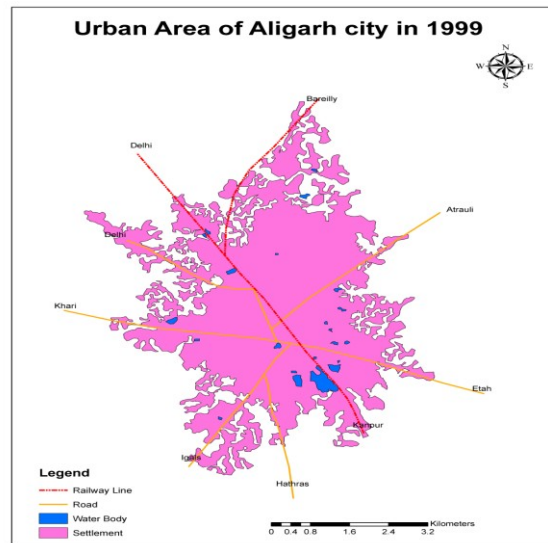 Urban Area of Aligarh city in 1999
N
W E
S
Bareilly
Delhi
Atrauli
Delhi
Khari
Etah
Kanpur
Iglas
Hathras
Legend
Railway Line
Road
Water Body
Settlement
Kilometers
0 0.4 0.8 1.6 2.4 3.2